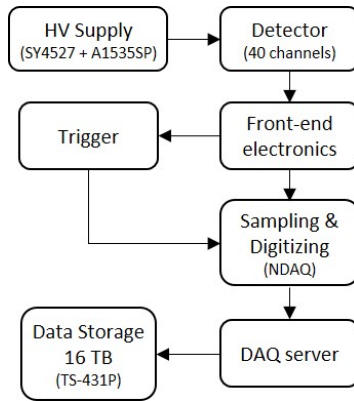 HV Supply
(SY4527 + A1535SP)
Detector
(40 channels)
Trigger
Front-end
electronics
Sampling &
Digitizing
(NDAQ)
Data Storage
16 TB
(TS-431P)
DAQ server